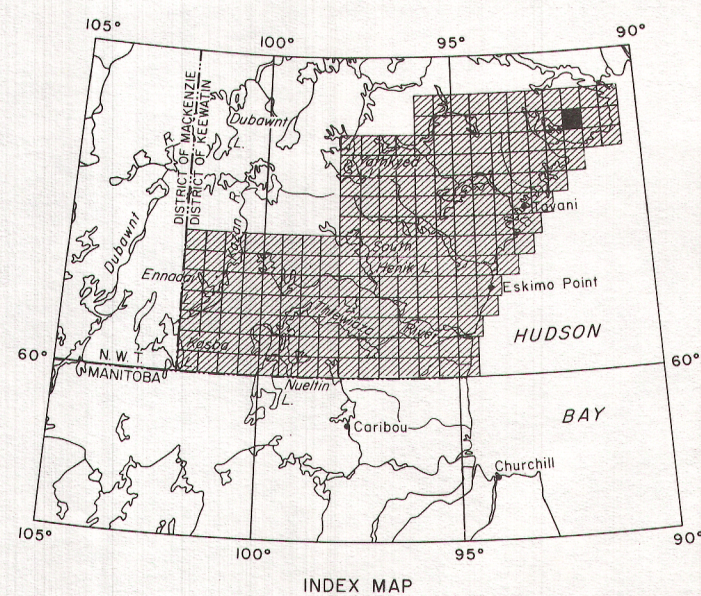 105°
100°
95°
90°
Dubawnt
L.
DISTRICT OF MACKENZIE
DISTRICT OF KEEWATIN
R.
Yathkyed
L.
Dubawnt
Kazan
R.
Tavani
South
Henik L.
Ennadai
L.
Eskimo Point
Thlewiaza
River
HUDSON
Kasba
L.
60°
N. W. T.
MANITOBA
60°
Nueltin
L.
BAY
Caribou
Churchill
105°
100°
95°
90°
INDEX MAP